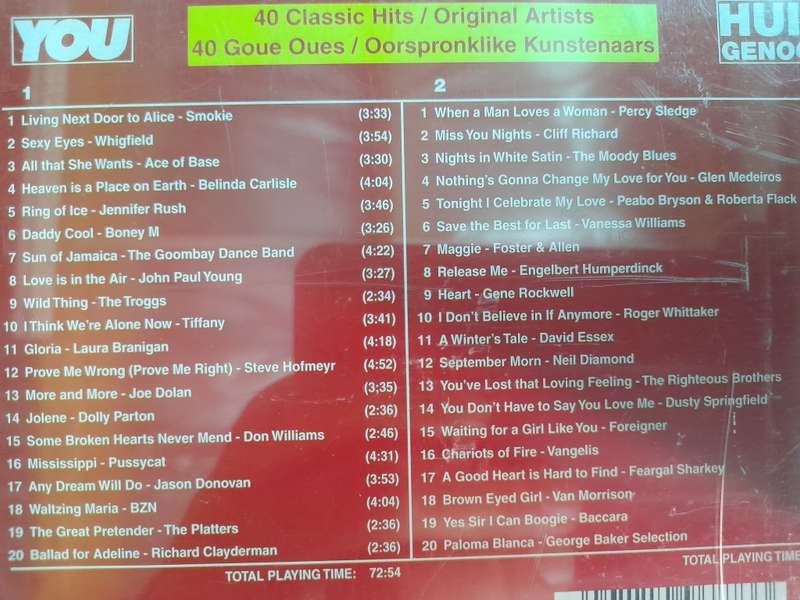 YOU
40 Classic Hits / Original Artists
40 Goue Oues / Oorspronklike Kunstenaars
1
1 Living Next Door to Alice - Smokie (3:33)
2 Sexy Eyes - Whigfield (3:54)
3 All that She Wants - Ace of Base (3:30)
4 Heaven is a Place on Earth - Belinda Carlisle (4:04)
5 Ring of Ice - Jennifer Rush (3:46)
6 Daddy Cool - Boney M (3:26)
7 Sun of Jamaica - The Goombay Dance Band (4:22)
8 Love is in the Air - John Paul Young (3:27)
9 Wild Thing - The Troggs (2:34)
10 I Think We're Alone Now - Tiffany (3:41)
11 Gloria - Laura Branigan (4:18)
12 Prove Me Wrong (Prove Me Right) - Steve Hofmeyr (4:52)
13 More and More - Joe Dolan (3;35)
14 Jolene - Dolly Parton (2:36)
15 Some Broken Hearts Never Mend - Don Williams (2:46)
16 Mississippi - Pussycat (4:31)
17 Any Dream Will Do - Jason Donovan (3:53)
18 Waltzing Maria - BZN (4:04)
19 The Great Pretender - The Platters (2:36)
20 Ballad for Adeline - Richard Clayderman (2:36)
TOTAL PLAYING TIME: 72:54
2
1 When a Man Loves a Woman - Percy Sledge
2 Miss You Nights - Cliff Richard
3 Nights in White Satin - The Moody Blues
4 Nothing's Gonna Change My Love for You - Glen Medeiros
5 Tonight I Celebrate My Love - Peabo Bryson & Roberta Flack
6 Save the Best for Last - Vanessa Williams
7 Maggie - Foster & Allen
8 Release Me - Engelbert Humperdinck
9 Heart - Gene Rockwell
10 I Don't Believe in If Anymore - Roger Whittaker
11 A Winter's Tale - David Essex
12 September Morn - Neil Diamond
13 You've Lost that Loving Feeling - The Righteous Brothers
14 You Don't Have to Say You Love Me - Dusty Springfield
15 Waiting for a Girl Like You - Foreigner
16 Chariots of Fire - Vangelis
17 A Good Heart is Hard to Find - Feargal Sharkey
18 Brown Eyed Girl - Van Morrison
19 Yes Sir I Can Boogie - Baccara
20 Paloma Blanca - George Baker Selection
TOTAL PLAYING TIME